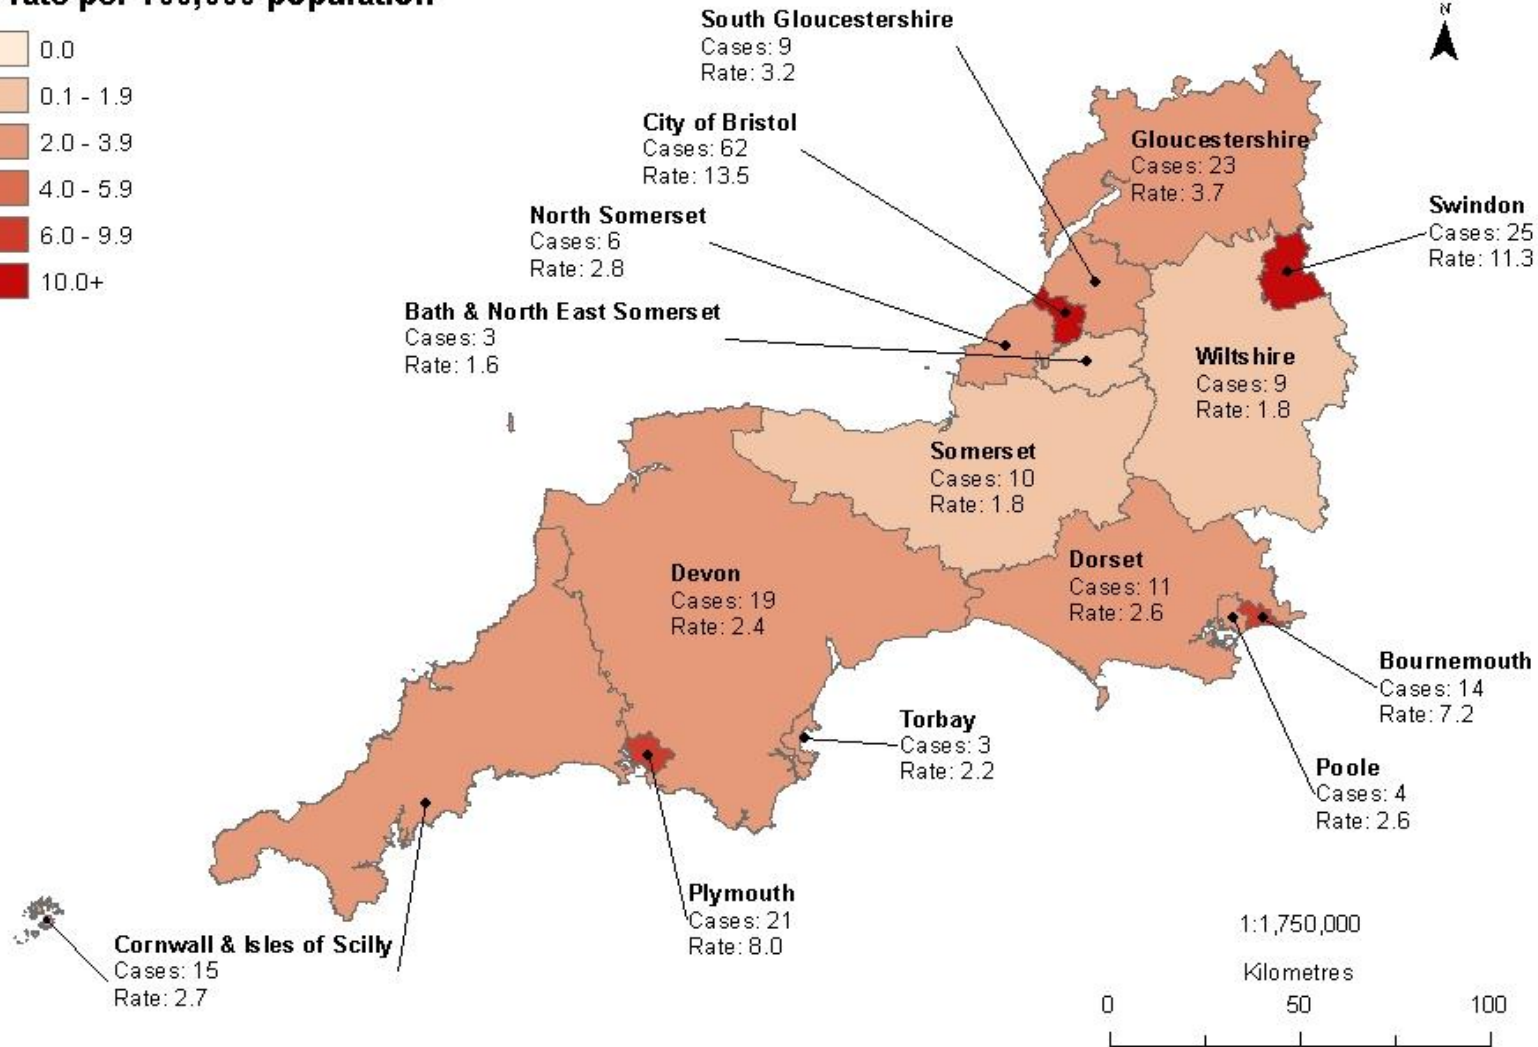 rate per 100,000 population
0.0
0.1 - 1.9
2.0 - 3.9
4.0 - 5.9
6.0 - 9.9
10.0+
N
South Gloucestershire
Cases: 9
Rate: 3.2
City of Bristol
Cases: 62
Rate: 13.5
Gloucestershire
Cases: 23
Rate: 3.7
Swindon
Cases: 25
Rate: 11.3
North Somerset
Cases: 6
Rate: 2.8
Bath & North East Somerset
Cases: 3
Rate: 1.6
Wiltshire
Cases: 9
Rate: 1.8
Somerset
Cases: 10
Rate: 1.8
Devon
Cases: 19
Rate: 2.4
Dorset
Cases: 11
Rate: 2.6
Bournemouth
Cases: 14
Rate: 7.2
Torbay
Cases: 3
Rate: 2.2
Poole
Cases: 4
Rate: 2.6
Plymouth
Cases: 21
Rate: 8.0
Cornwall & Isles of Scilly
Cases: 15
Rate: 2.7
1:1,750,000
Kilometres
0 50 100